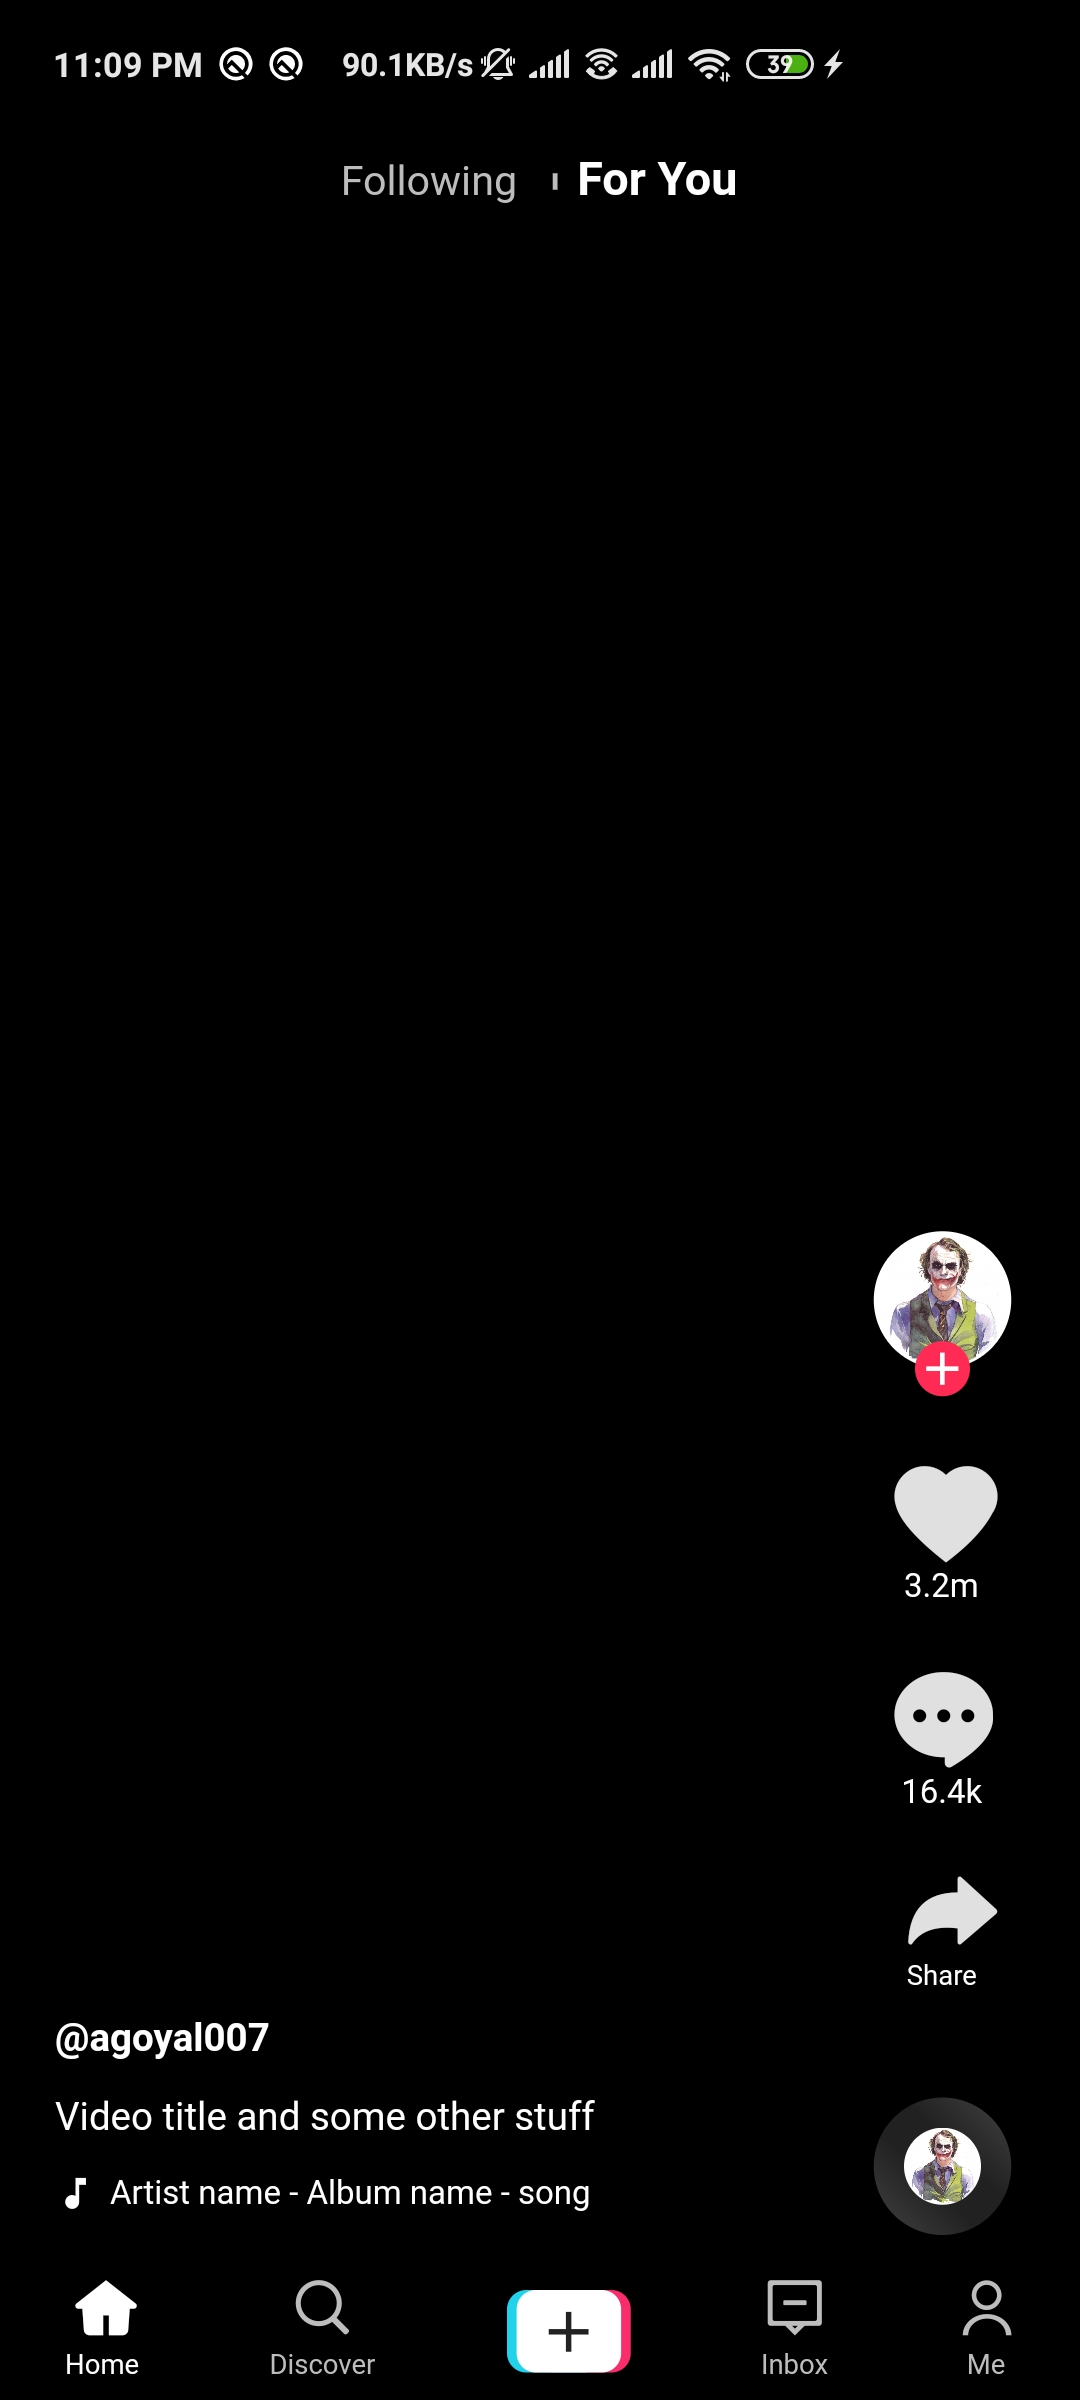 11:09 PM 90.1KB/s 39
Following For You
3.2m
16.4k
Share
@agoyal007
Video title and some other stuff
Artist name - Album name - song
Home Discover Inbox Me